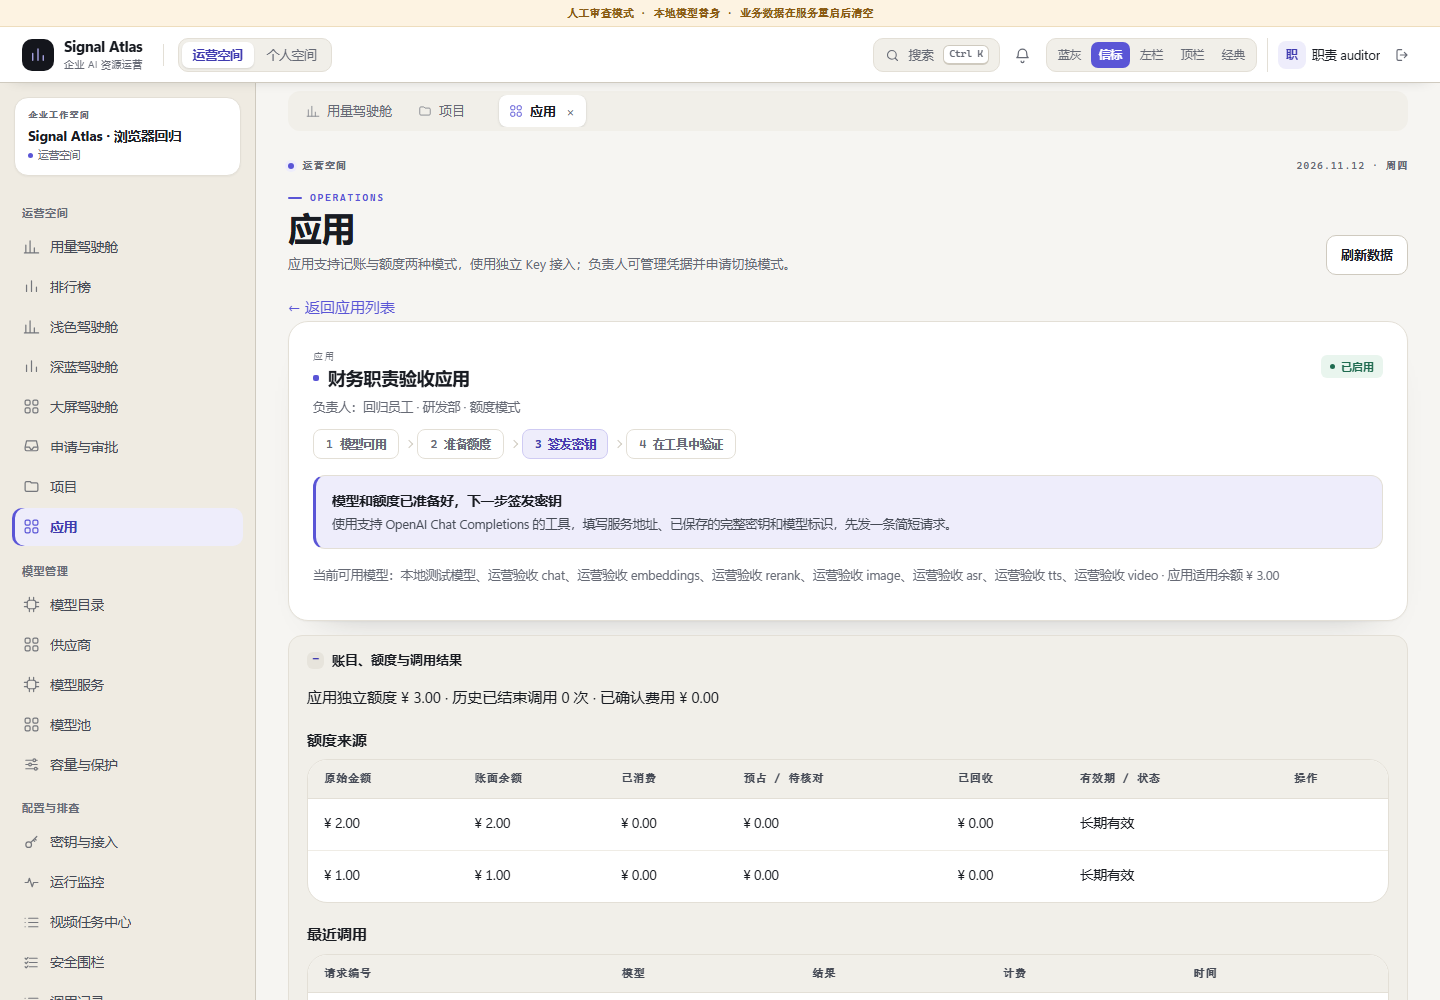 人工审查模式 · 本地模型替身 · 业务数据在服务重启后清空
Signal Atlas
企业 AI 资源运营
运营空间 个人空间
搜索 Ctrl K
蓝灰 信标 左栏 顶栏 经典
职 职责 auditor
企业工作空间
Signal Atlas · 浏览器回归
运营空间
运营空间
用量驾驶舱
排行榜
浅色驾驶舱
深蓝驾驶舱
大屏驾驶舱
申请与审批
项目
应用
模型管理
模型目录
供应商
模型服务
模型池
容量与保护
配置与排查
密钥与接入
运行监控
视频任务中心
安全围栏
调用记录
用量驾驶舱 项目 应用 ×
运营空间
2026.11.12 · 周四
OPERATIONS
应用
应用支持记账与额度两种模式，使用独立 Key 接入；负责人可管理凭据并申请切换模式。
刷新数据
← 返回应用列表
应用
财务职责验收应用
已启用
负责人：回归员工 · 研发部 · 额度模式
1 模型可用 2 准备额度 3 签发密钥 4 在工具中验证
模型和额度已准备好，下一步签发密钥
使用支持 OpenAI Chat Completions 的工具，填写服务地址、已保存的完整密钥和模型标识，先发一条简短请求。
当前可用模型：本地测试模型、运营验收 chat、运营验收 embeddings、运营验收 rerank、运营验收 image、运营验收 asr、运营验收 tts、运营验收 video · 应用适用余额 ¥ 3.00
账目、额度与调用结果
应用独立额度 ¥ 3.00 · 历史已结束调用 0 次 · 已确认费用 ¥ 0.00
额度来源
原始金额 账面余额 已消费 预占 / 待核对 已回收 有效期 / 状态 操作
¥ 2.00 ¥ 2.00 ¥ 0.00 ¥ 0.00 ¥ 0.00 长期有效
¥ 1.00 ¥ 1.00 ¥ 0.00 ¥ 0.00 ¥ 0.00 长期有效
最近调用
请求编号 模型 结果 计费 时间